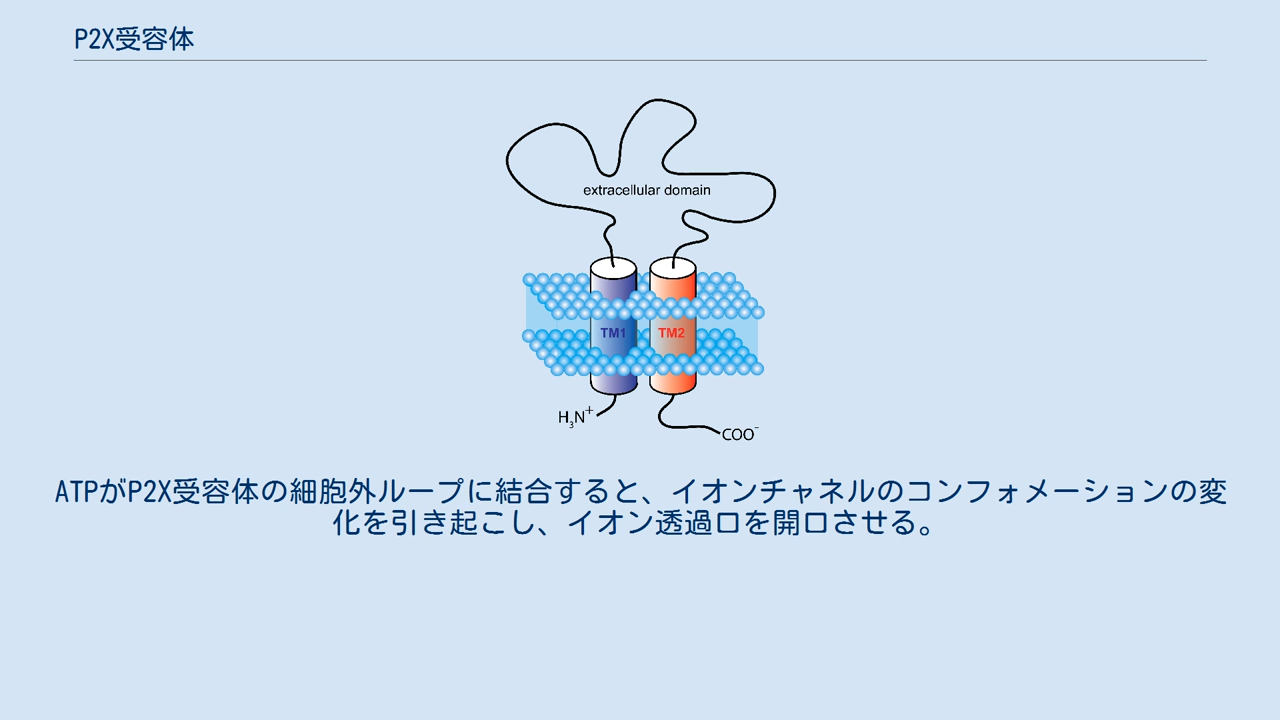 P2X受容体
extracellular domain
TM1 TM2
H₃N⁺
COO⁻
ATPがP2X受容体の細胞外ループに結合すると、イオンチャネルのコンフォメーションの変
化を引き起こし、イオン透過口を開口させる。